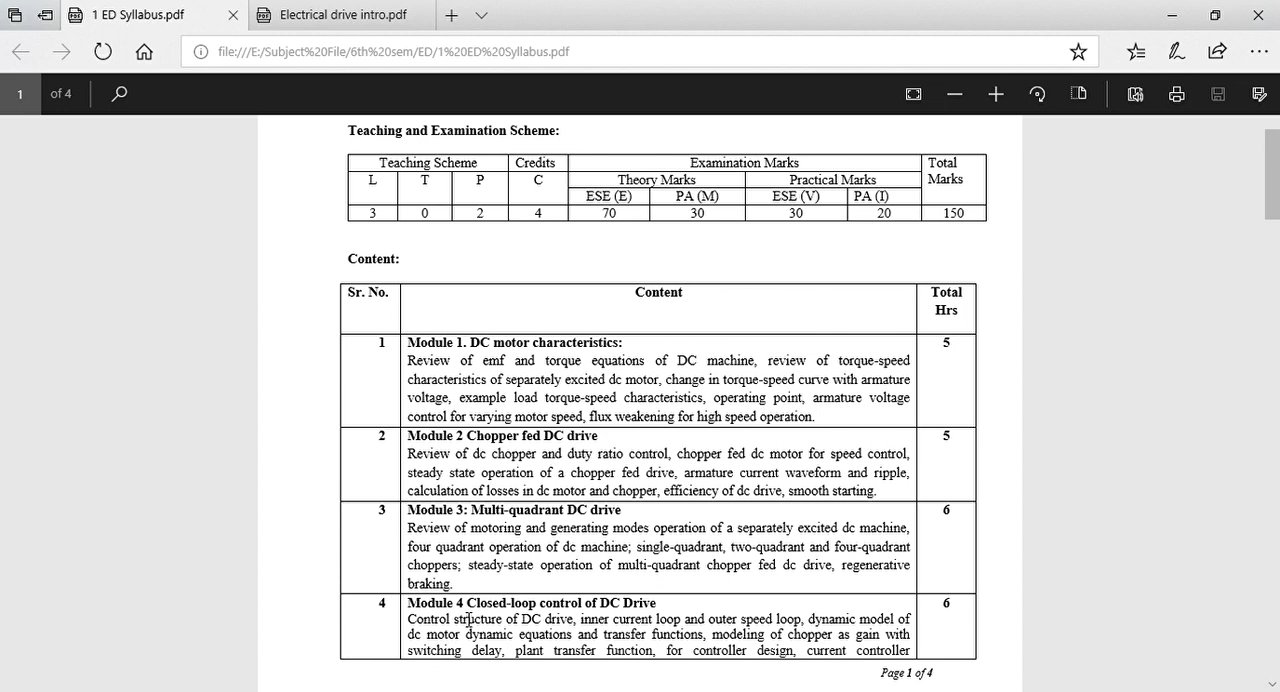 1 ED Syllabus.pdf
Electrical drive intro.pdf
file:///E:/Subject%20File/6th%20sem/ED/1%20ED%20Syllabus.pdf
1 of 4
Teaching and Examination Scheme:
Teaching Scheme Credits Examination Marks Total Marks
L T P C Theory Marks Practical Marks
ESE (E) PA (M) ESE (V) PA (I)
3 0 2 4 70 30 30 20 150
Content:
Sr. No. Content Total
Hrs
1 Module 1. DC motor characteristics: 5
Review of emf and torque equations of DC machine, review of torque-speed
characteristics of separately excited dc motor, change in torque-speed curve with armature
voltage, example load torque-speed characteristics, operating point, armature voltage
control for varying motor speed, flux weakening for high speed operation.
2 Module 2 Chopper fed DC drive 5
Review of dc chopper and duty ratio control, chopper fed dc motor for speed control,
steady state operation of a chopper fed drive, armature current waveform and ripple,
calculation of losses in dc motor and chopper, efficiency of dc drive, smooth starting.
3 Module 3: Multi-quadrant DC drive 6
Review of motoring and generating modes operation of a separately excited dc machine,
four quadrant operation of dc machine; single-quadrant, two-quadrant and four-quadrant
choppers; steady-state operation of multi-quadrant chopper fed dc drive, regenerative
braking.
4 Module 4 Closed-loop control of DC Drive 6
Control structure of DC drive, inner current loop and outer speed loop, dynamic model of
dc motor dynamic equations and transfer functions, modeling of chopper as gain with
switching delay, plant transfer function, for controller design, current controller
Page 1 of 4